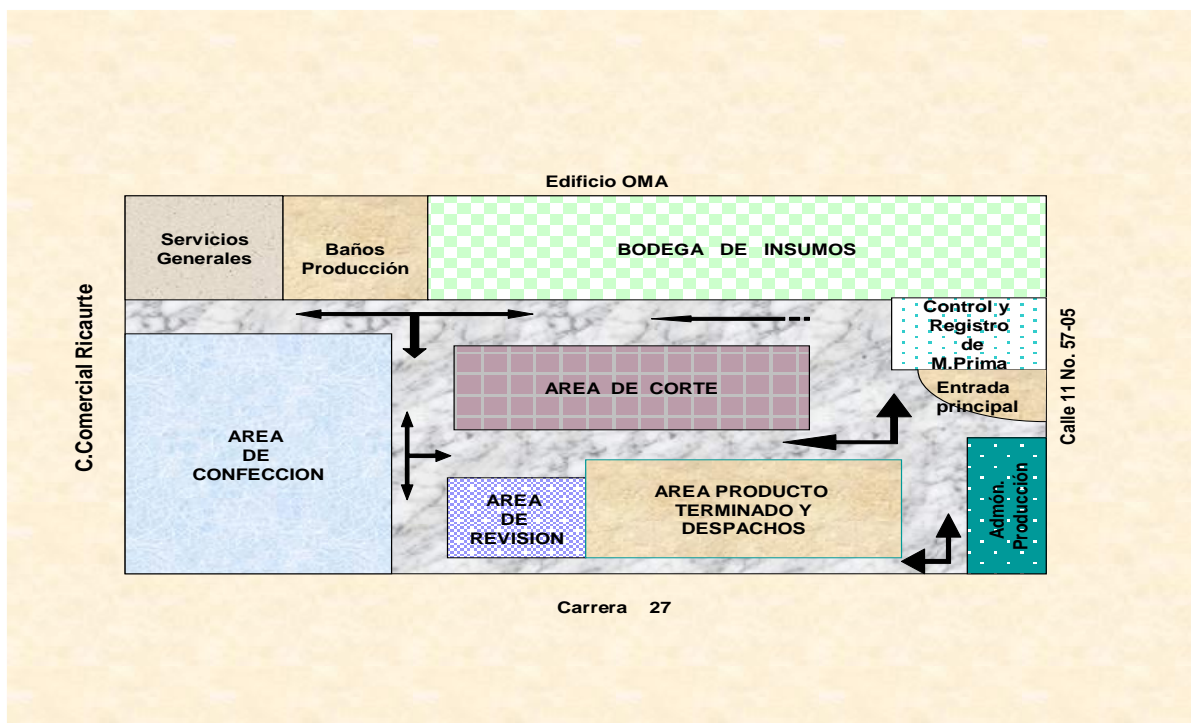 Edificio OMA
Servicios
Generales
Baños
Producción
BODEGA DE INSUMOS
C.Comercial Ricaurte
Control y
Registro
de
M.Prima
Entrada
principal
Calle 11 No. 57-05
AREA DE CORTE
AREA
DE
CONFECCION
AREA
DE
REVISION
AREA PRODUCTO
TERMINADO Y
DESPACHOS
Admón.
Producción
Carrera 27